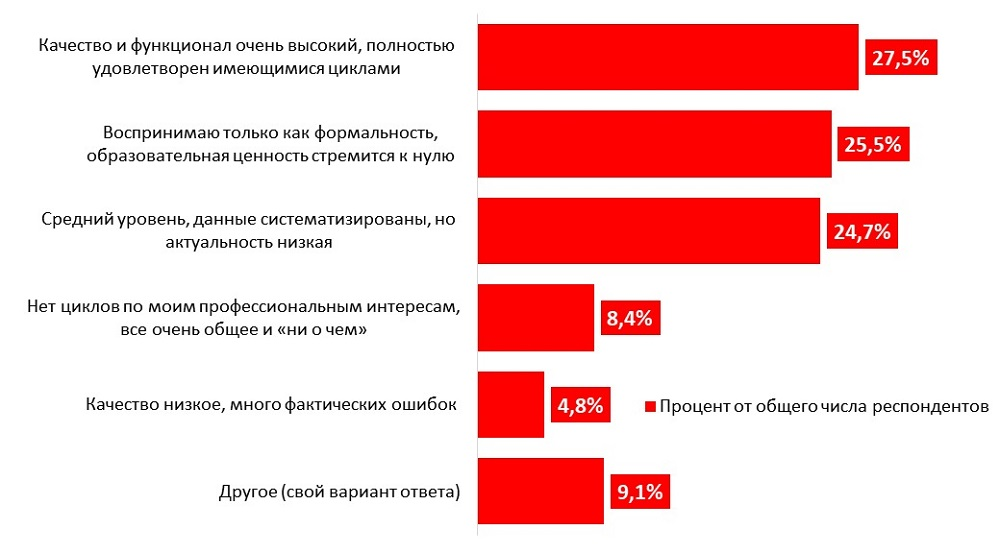 Качество и функционал очень высокий, полностью
удовлетворен имеющимися циклами
27,5%
Воспринимаю только как формальность,
образовательная ценность стремится к нулю
25,5%
Средний уровень, данные систематизированы, но
актуальность низкая
24,7%
Нет циклов по моим профессиональным интересам,
все очень общее и «ни о чем»
8,4%
Качество низкое, много фактических ошибок
4,8%
Процент от общего числа респондентов
Другое (свой вариант ответа)
9,1%